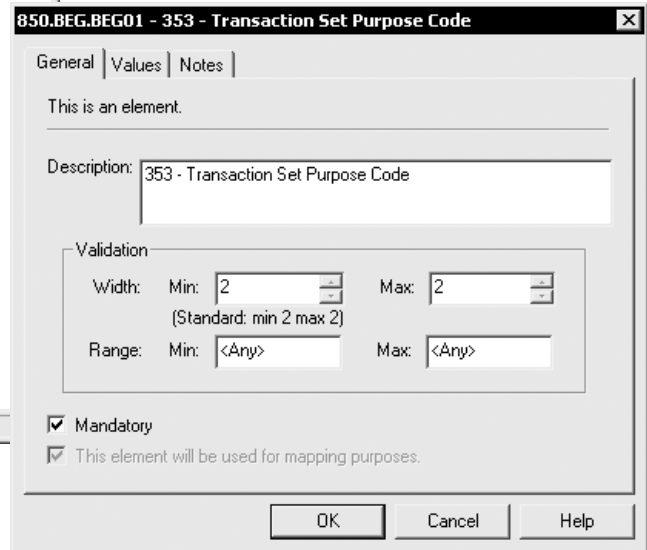 850.BEG.BEG01 - 353 - Transaction Set Purpose Code
General Values Notes
This is an element.
Description: 353 - Transaction Set Purpose Code
Validation
Width: Min: 2 Max: 2
(Standard: min 2 max 2)
Range: Min: <Any> Max: <Any>
Mandatory
This element will be used for mapping purposes.
OK Cancel Help